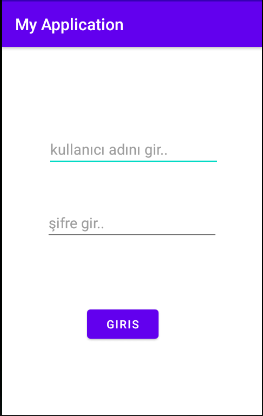 My Application
kullanıcı adını gir..
şifre gir..
GIRIS